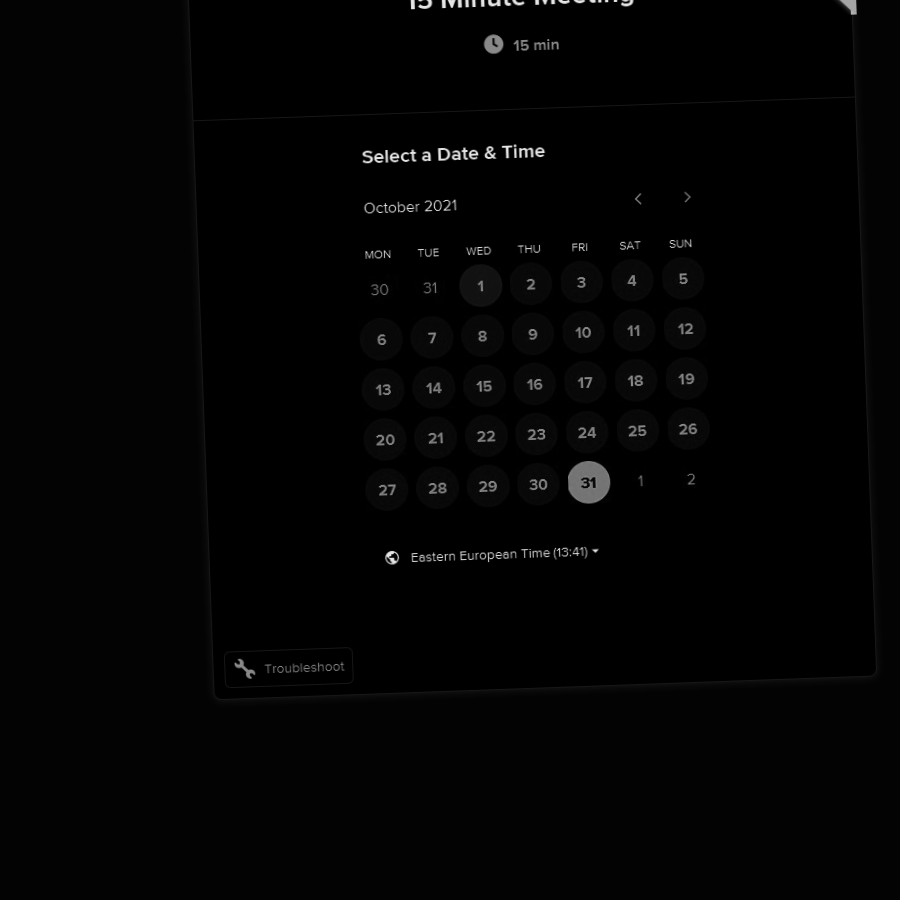 15 Minute Meeting
15 min
Select a Date & Time
October 2021
MON TUE WED THU FRI SAT SUN
30 31 1 2 3 4 5
6 7 8 9 10 11 12
13 14 15 16 17 18 19
20 21 22 23 24 25 26
27 28 29 30 31 1 2
Eastern European Time (13:41)
Troubleshoot